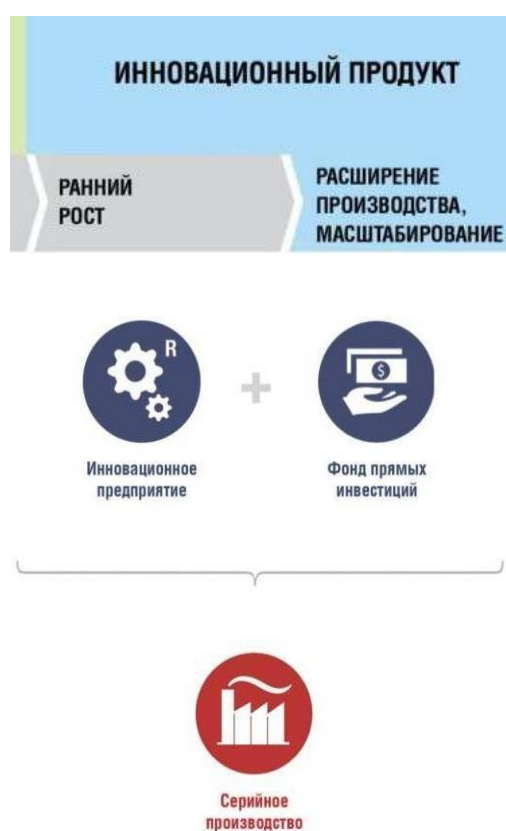 ИННОВАЦИОННЫЙ ПРОДУКТ
РАННИЙ
РОСТ
РАСШИРЕНИЕ
ПРОИЗВОДСТВА,
МАСШТАБИРОВАНИЕ
R
$
Инновационное
предприятие
Фонд прямых
инвестиций
Серийное
производство